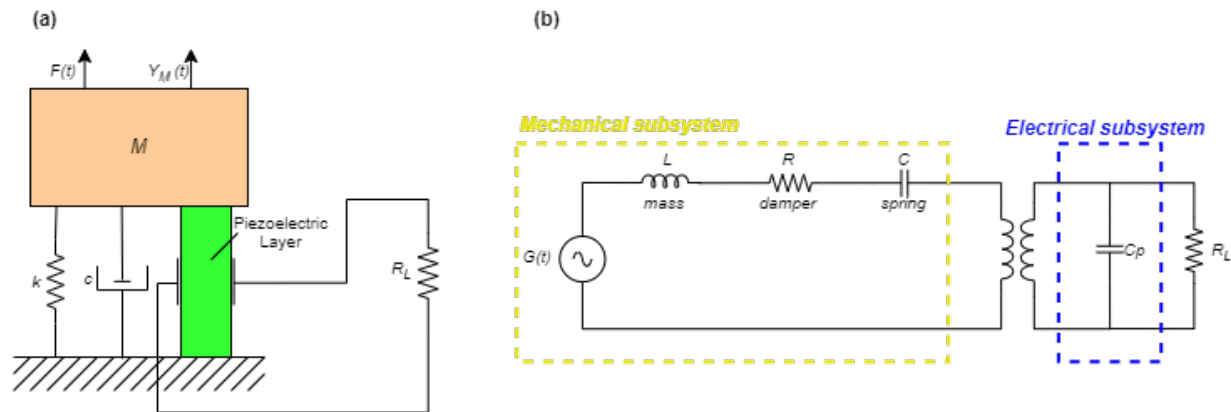 (a)
F(t)
Y_M (t)
M
Piezoelectric
Layer
k
c
R_L
(b)
Mechanical subsystem
Electrical subsystem
L
R
C
mass
damper
spring
G(t)
Cp
R_L